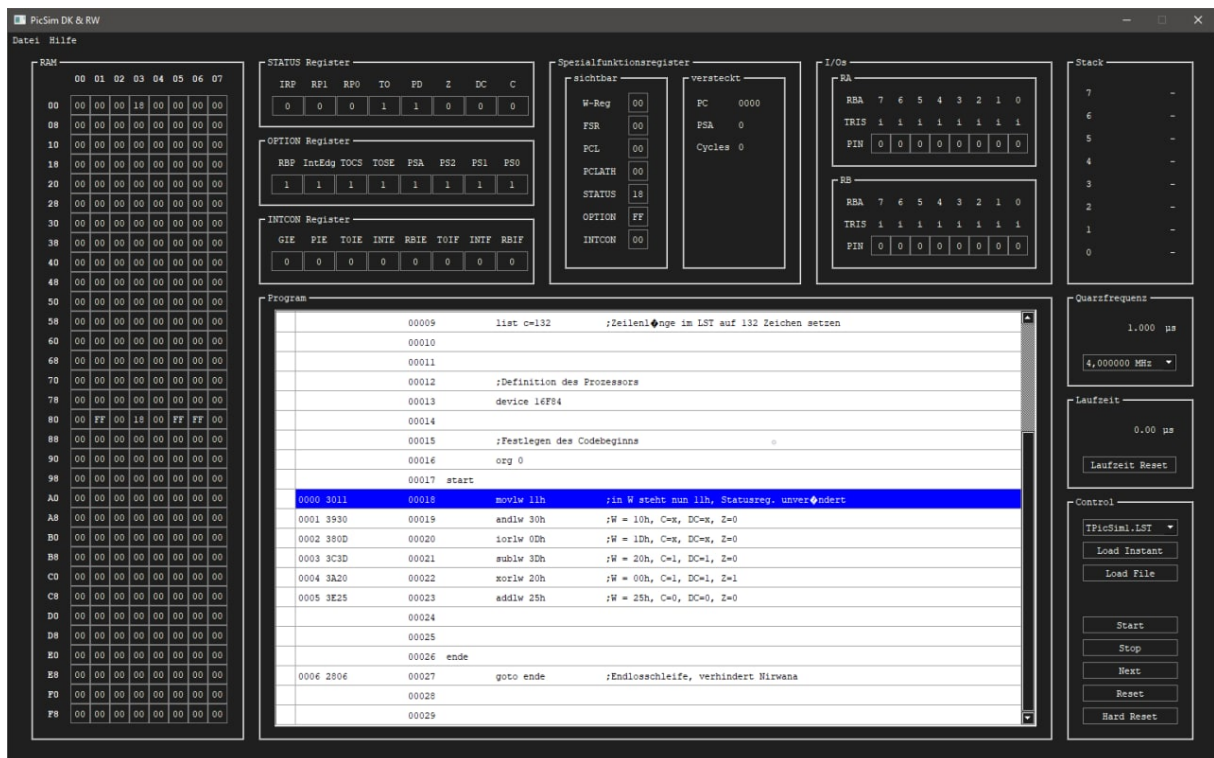 PicSim DK & RW
Datei Hilfe
RAM
00 01 02 03 04 05 06 07
00 00 00 00 18 00 00 00 00
08 00 00 00 00 00 00 00 00
10 00 00 00 00 00 00 00 00
18 00 00 00 00 00 00 00 00
20 00 00 00 00 00 00 00 00
28 00 00 00 00 00 00 00 00
30 00 00 00 00 00 00 00 00
38 00 00 00 00 00 00 00 00
40 00 00 00 00 00 00 00 00
48 00 00 00 00 00 00 00 00
50 00 00 00 00 00 00 00 00
58 00 00 00 00 00 00 00 00
60 00 00 00 00 00 00 00 00
68 00 00 00 00 00 00 00 00
70 00 00 00 00 00 00 00 00
78 00 00 00 00 00 00 00 00
80 00 FF 00 18 00 FF FF 00
88 00 00 00 00 00 00 00 00
90 00 00 00 00 00 00 00 00
98 00 00 00 00 00 00 00 00
A0 00 00 00 00 00 00 00 00
A8 00 00 00 00 00 00 00 00
B0 00 00 00 00 00 00 00 00
B8 00 00 00 00 00 00 00 00
C0 00 00 00 00 00 00 00 00
C8 00 00 00 00 00 00 00 00
D0 00 00 00 00 00 00 00 00
D8 00 00 00 00 00 00 00 00
E0 00 00 00 00 00 00 00 00
E8 00 00 00 00 00 00 00 00
F0 00 00 00 00 00 00 00 00
F8 00 00 00 00 00 00 00 00
STATUS Register
IRP RP1 RP0 TO PD Z DC C
0 0 0 1 1 0 0 0
OPTION Register
RBP IntEdg TOCS TOSE PSA PS2 PS1 PS0
1 1 1 1 1 1 1 1
INTCON Register
GIE PIE TOIE INTE RBIE TOIF INTF RBIF
0 0 0 0 0 0 0 0
Spezialfunktionsregister
sichtbar
W-Reg 00
FSR 00
PCL 00
PCLATH 00
STATUS 18
OPTION FF
INTCON 00
versteckt
PC 0000
PSA 0
Cycles 0
I/Os
RA
RBA 7 6 5 4 3 2 1 0
TRIS i i i i i i i i
PIN 0 0 0 0 0 0 0 0
RB
RBA 7 6 5 4 3 2 1 0
TRIS i i i i i i i i
PIN 0 0 0 0 0 0 0 0
Stack
7 -
6 -
5 -
4 -
3 -
2 -
1 -
0 -
Program
00009 list c=132 ;Zeilenl�nge im LST auf 132 Zeichen setzen
00010
00011
00012 ;Definition des Prozessors
00013 device 16F84
00014
00015 ;Festlegen des Codebeginns
00016 org 0
00017 start
0000 3011 00018 movlw 11h ;in W steht nun 11h, Statusreg. unver�ndert
0001 3930 00019 andlw 30h ;W = 10h, C=x, DC=x, Z=0
0002 380D 00020 iorlw 0Dh ;W = 1Dh, C=x, DC=x, Z=0
0003 3C3D 00021 sublw 3Dh ;W = 20h, C=1, DC=1, Z=0
0004 3A20 00022 xorlw 20h ;W = 00h, C=1, DC=1, Z=1
0005 3E25 00023 addlw 25h ;W = 25h, C=0, DC=0, Z=0
00024
00025
00026 ende
0006 2806 00027 goto ende ;Endlosschleife, verhindert Nirwana
00028
00029
Quarzfrequenz
1.000 µs
4,000000 MHz
Laufzeit
0.00 µs
Laufzeit Reset
Control
TPicSim1.LST
Load Instant
Load File
Start
Stop
Next
Reset
Hard Reset